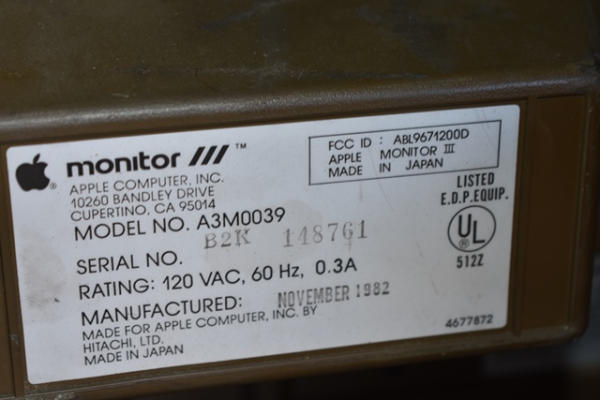 monitor /// ™
APPLE COMPUTER, INC.
10260 BANDLEY DRIVE
CUPERTINO, CA 95014
MODEL NO. A3M0039
SERIAL NO. B2K 148761
RATING: 120 VAC, 60 Hz, 0.3A
MANUFACTURED: NOVEMBER 1982
MADE FOR APPLE COMPUTER, INC. BY
HITACHI, LTD.
MADE IN JAPAN
FCC ID : ABL9671200D
APPLE MONITOR III
MADE IN JAPAN
LISTED
E.D.P. EQUIP.
UL
512Z
4677872